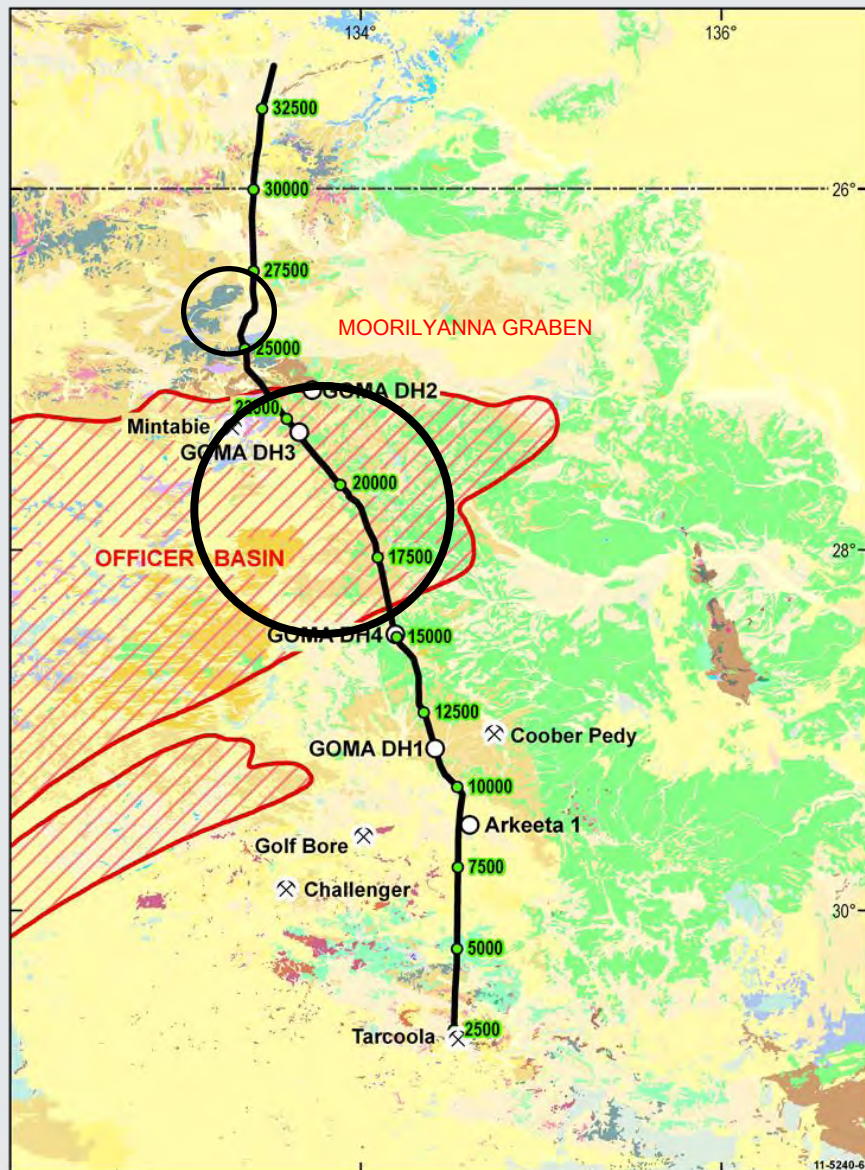 134°
136°
32500
30000
26°
27500
MOORILYANNA GRABEN
25000
GOMA DH2
22500
Mintabie
GOMA DH3
20000
OFFICER BASIN
17500
28°
GOMA DH4
15000
12500
Coober Pedy
GOMA DH1
10000
Arkeeta 1
Golf Bore
7500
Challenger
30°
5000
2500
Tarcoola